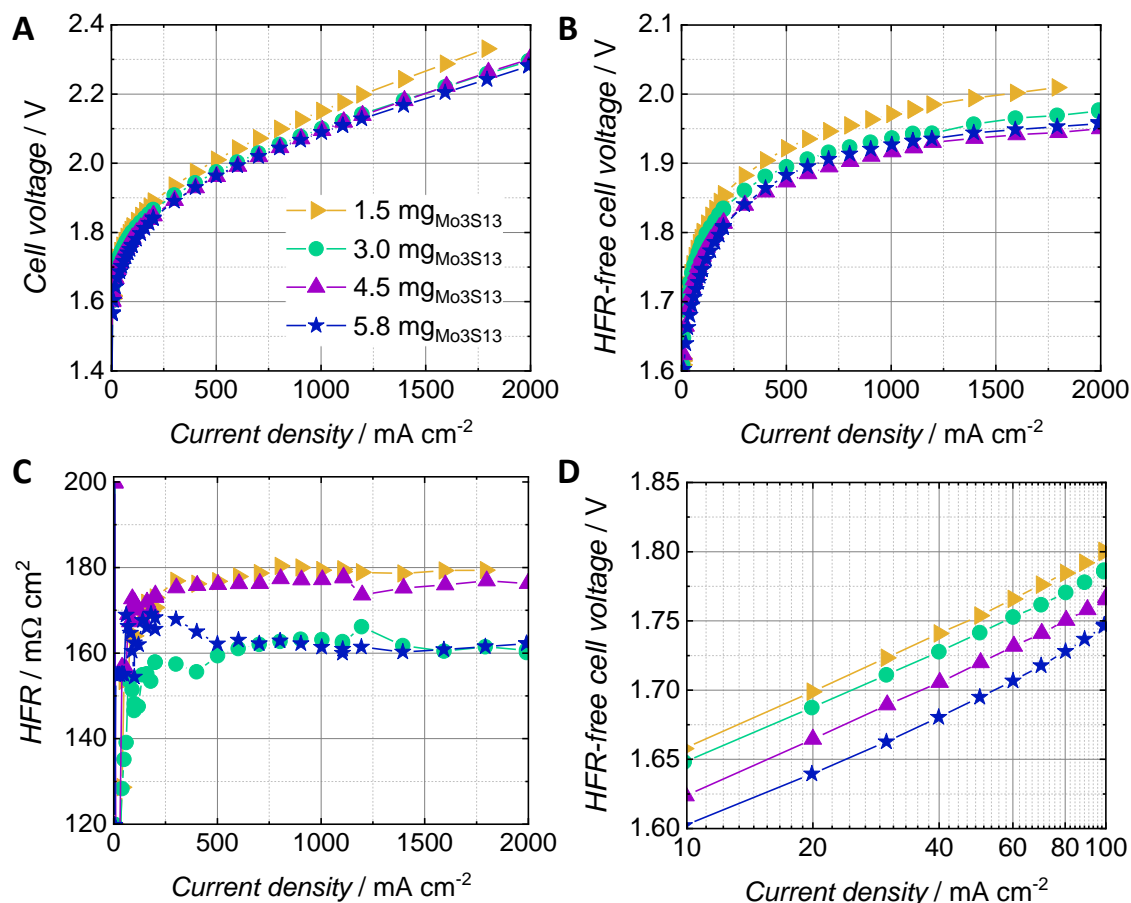 A
Cell voltage / V
2.4
2.2
2.0
1.8
1.6
1.4
0
500
1000
1500
2000
Current density / mA cm-2
1.5 mgMo3S13
3.0 mgMo3S13
4.5 mgMo3S13
5.8 mgMo3S13
B
HFR-free cell voltage / V
2.1
2.0
1.9
1.8
1.7
1.6
0
500
1000
1500
2000
Current density / mA cm-2
C
HFR / mΩ cm2
200
180
160
140
120
0
500
1000
1500
2000
Current density / mA cm-2
D
HFR-free cell voltage / V
1.85
1.80
1.75
1.70
1.65
1.60
10
20
40
60
80
100
Current density / mA cm-2